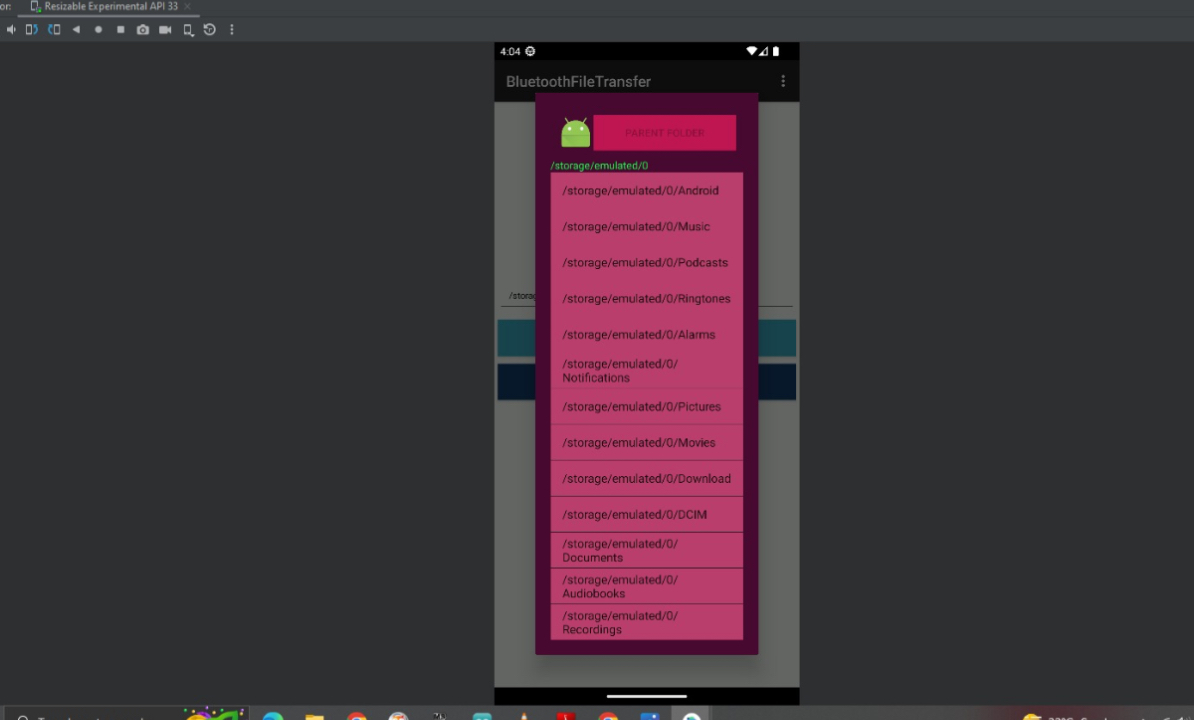 or:
Resizable Experimental API 33
4:04
BluetoothFileTransfer
PARENT FOLDER
/storage/emulated/0
/storage/emulated/0/Android
/storage/emulated/0/Music
/storage/emulated/0/Podcasts
/storage/emulated/0/Ringtones
/storag
/storage/emulated/0/Alarms
/storage/emulated/0/
Notifications
/storage/emulated/0/Pictures
/storage/emulated/0/Movies
/storage/emulated/0/Download
/storage/emulated/0/DCIM
/storage/emulated/0/
Documents
/storage/emulated/0/
Audiobooks
/storage/emulated/0/
Recordings